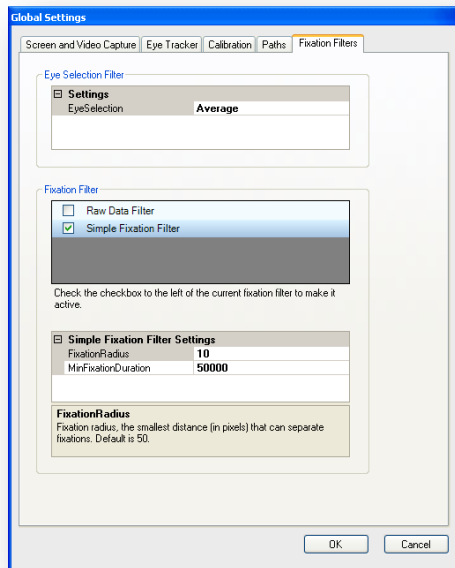 Global Settings
Screen and Video Capture Eye Tracker Calibration Paths Fixation Filters
Eye Selection Filter
Settings
EyeSelection Average
Fixation Filter
Raw Data Filter
Simple Fixation Filter
Check the checkbox to the left of the current fixation filter to make it
active.
Simple Fixation Filter Settings
FixationRadius 10
MinFixationDuration 50000
FixationRadius
Fixation radius, the smallest distance (in pixels) that can separate
fixations. Default is 50.
OK Cancel